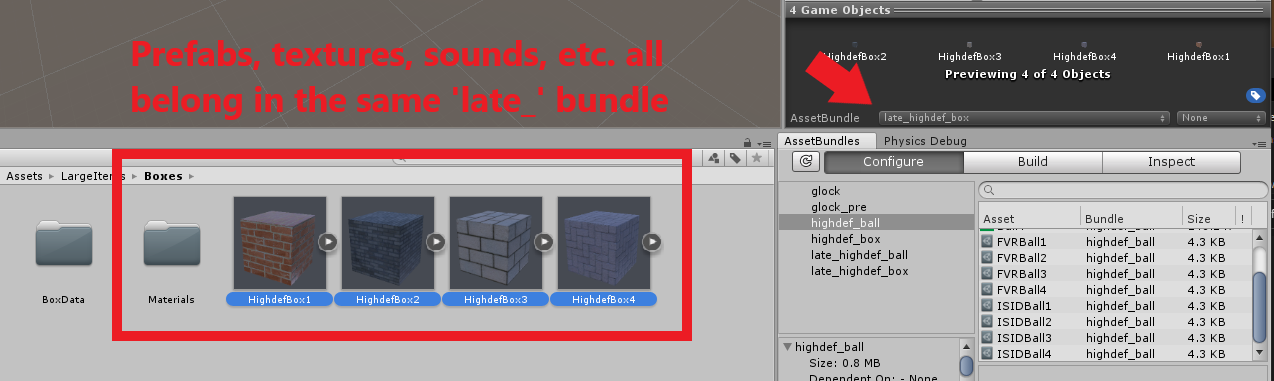 Prefabs, textures, sounds, etc. all
belong in the same 'late_' bundle
4 Game Objects
HighdefBox2 HighdefBox3 HighdefBox4 HighdefBox1
Previewing 4 of 4 Objects
AssetBundle late_highdef_box None
Assets LargeItems Boxes
BoxData Materials HighdefBox1 HighdefBox2 HighdefBox3 HighdefBox4
AssetBundles Physics Debug
Configure Build Inspect
glock
glock_pre
highdef_ball
highdef_box
late_highdef_ball
late_highdef_box
Asset Bundle Size !
FVRBall1 highdef_ball 4.3 KB
FVRBall2 highdef_ball 4.3 KB
FVRBall3 highdef_ball 4.3 KB
FVRBall4 highdef_ball 4.3 KB
ISIDBall1 highdef_ball 4.3 KB
ISIDBall2 highdef_ball 4.3 KB
ISIDBall3 highdef_ball 4.3 KB
ISIDBall4 highdef_ball 4.3 KB
highdef_ball
Size: 0.8 MB
Dependent On: - None